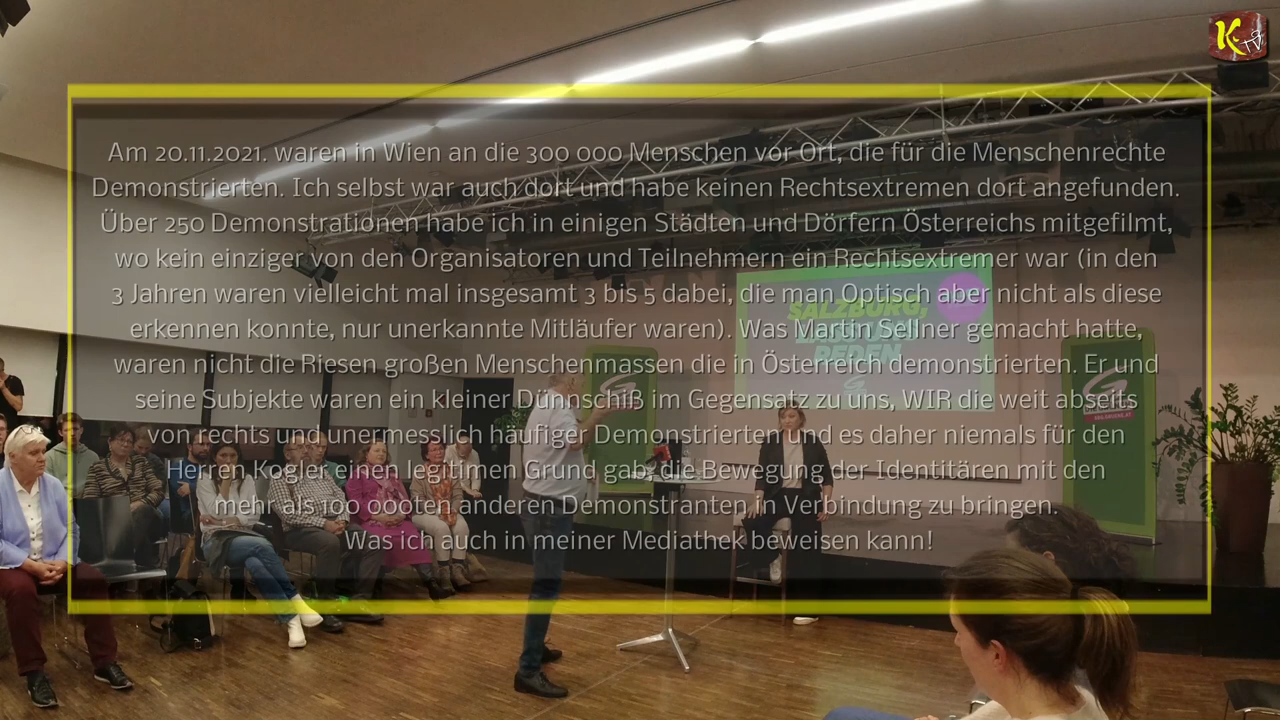 K
TV
Am 20.11.2021. waren in Wien an die 300 000 Menschen vor Ort, die für die Menschenrechte
Demonstrierten. Ich selbst war auch dort und habe keinen Rechtsextremen dort angefunden.
Über 250 Demonstrationen habe ich in einigen Städten und Dörfern Österreichs mitgefilmt,
wo kein einziger von den Organisatoren und Teilnehmern ein Rechtsextremer war (in den
3 Jahren waren vielleicht mal insgesamt 3 bis 5 dabei, die man Optisch aber nicht als diese
erkennen konnte, nur unerkannte Mitläufer waren). Was Martin Sellner gemacht hatte,
waren nicht die Riesen großen Menschenmassen die in Österreich demonstrierten. Er und
seine Subjekte waren ein kleiner Dünnschiß im Gegensatz zu uns, WIR die weit abseits
von rechts und unermesslich häufiger Demonstrierten und es daher niemals für den
Herren Kogler einen legitimen Grund gab, die Bewegung der Identitären mit den
mehr als 100 000ten anderen Demonstranten in Verbindung zu bringen.
Was ich auch in meiner Mediathek beweisen kann!
SALZBURG,
REDEN